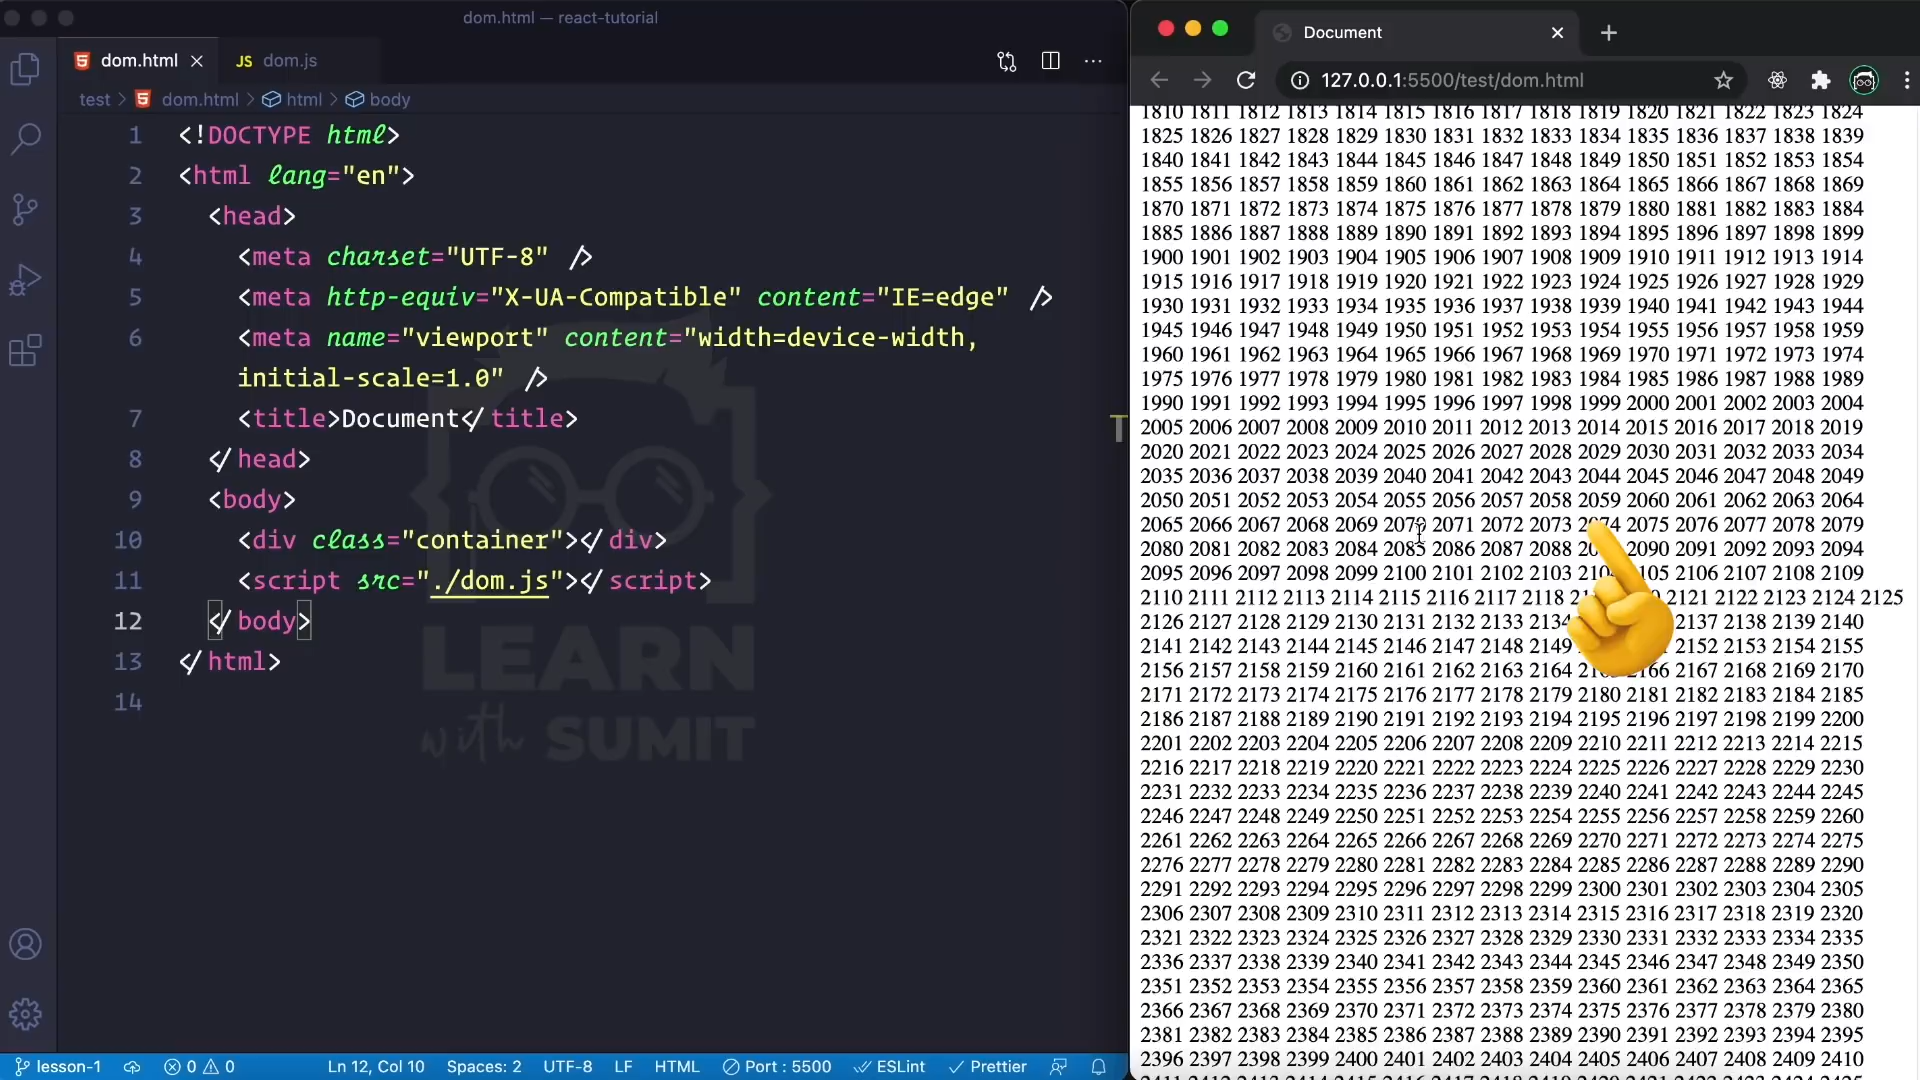 dom.html — react-tutorial
dom.html
JS dom.js
test > dom.html > html > body
1 <!DOCTYPE html>
2 <html lang="en">
3 <head>
4 <meta charset="UTF-8" />
5 <meta http-equiv="X-UA-Compatible" content="IE=edge" />
6 <meta name="viewport" content="width=device-width,
initial-scale=1.0" />
7 <title>Document</title>
8 </head>
9 <body>
10 <div class="container"></div>
11 <script src="./dom.js"></script>
12 </body>
13 </html>
14
LEARN
with SUMIT
lesson-1
0 0
Ln 12, Col 10
Spaces: 2
UTF-8
LF
HTML
Port : 5500
ESLint
Prettier
Document
127.0.0.1:5500/test/dom.html
1810 1811 1812 1813 1814 1815 1816 1817 1818 1819 1820 1821 1822 1823 1824
1825 1826 1827 1828 1829 1830 1831 1832 1833 1834 1835 1836 1837 1838 1839
1840 1841 1842 1843 1844 1845 1846 1847 1848 1849 1850 1851 1852 1853 1854
1855 1856 1857 1858 1859 1860 1861 1862 1863 1864 1865 1866 1867 1868 1869
1870 1871 1872 1873 1874 1875 1876 1877 1878 1879 1880 1881 1882 1883 1884
1885 1886 1887 1888 1889 1890 1891 1892 1893 1894 1895 1896 1897 1898 1899
1900 1901 1902 1903 1904 1905 1906 1907 1908 1909 1910 1911 1912 1913 1914
1915 1916 1917 1918 1919 1920 1921 1922 1923 1924 1925 1926 1927 1928 1929
1930 1931 1932 1933 1934 1935 1936 1937 1938 1939 1940 1941 1942 1943 1944
1945 1946 1947 1948 1949 1950 1951 1952 1953 1954 1955 1956 1957 1958 1959
1960 1961 1962 1963 1964 1965 1966 1967 1968 1969 1970 1971 1972 1973 1974
1975 1976 1977 1978 1979 1980 1981 1982 1983 1984 1985 1986 1987 1988 1989
1990 1991 1992 1993 1994 1995 1996 1997 1998 1999 2000 2001 2002 2003 2004
2005 2006 2007 2008 2009 2010 2011 2012 2013 2014 2015 2016 2017 2018 2019
2020 2021 2022 2023 2024 2025 2026 2027 2028 2029 2030 2031 2032 2033 2034
2035 2036 2037 2038 2039 2040 2041 2042 2043 2044 2045 2046 2047 2048 2049
2050 2051 2052 2053 2054 2055 2056 2057 2058 2059 2060 2061 2062 2063 2064
2065 2066 2067 2068 2069 2070 2071 2072 2073 2074 2075 2076 2077 2078 2079
2080 2081 2082 2083 2084 2085 2086 2087 2088 2090 2091 2092 2093 2094
2095 2096 2097 2098 2099 2100 2101 2102 2103 2104 2106 2107 2108 2109
2110 2111 2112 2113 2114 2115 2116 2117 2118 2121 2122 2123 2124 2125
2126 2127 2128 2129 2130 2131 2132 2133 2134 2137 2138 2139 2140
2141 2142 2143 2144 2145 2146 2147 2148 2149 2152 2153 2154 2155
2156 2157 2158 2159 2160 2161 2162 2163 2164 2166 2167 2168 2169 2170
2171 2172 2173 2174 2175 2176 2177 2178 2179 2180 2181 2182 2183 2184 2185
2186 2187 2188 2189 2190 2191 2192 2193 2194 2195 2196 2197 2198 2199 2200
2201 2202 2203 2204 2205 2206 2207 2208 2209 2210 2211 2212 2213 2214 2215
2216 2217 2218 2219 2220 2221 2222 2223 2224 2225 2226 2227 2228 2229 2230
2231 2232 2233 2234 2235 2236 2237 2238 2239 2240 2241 2242 2243 2244 2245
2246 2247 2248 2249 2250 2251 2252 2253 2254 2255 2256 2257 2258 2259 2260
2261 2262 2263 2264 2265 2266 2267 2268 2269 2270 2271 2272 2273 2274 2275
2276 2277 2278 2279 2280 2281 2282 2283 2284 2285 2286 2287 2288 2289 2290
2291 2292 2293 2294 2295 2296 2297 2298 2299 2300 2301 2302 2303 2304 2305
2306 2307 2308 2309 2310 2311 2312 2313 2314 2315 2316 2317 2318 2319 2320
2321 2322 2323 2324 2325 2326 2327 2328 2329 2330 2331 2332 2333 2334 2335
2336 2337 2338 2339 2340 2341 2342 2343 2344 2345 2346 2347 2348 2349 2350
2351 2352 2353 2354 2355 2356 2357 2358 2359 2360 2361 2362 2363 2364 2365
2366 2367 2368 2369 2370 2371 2372 2373 2374 2375 2376 2377 2378 2379 2380
2381 2382 2383 2384 2385 2386 2387 2388 2389 2390 2391 2392 2393 2394 2395
2396 2397 2398 2399 2400 2401 2402 2403 2404 2405 2406 2407 2408 2409 2410